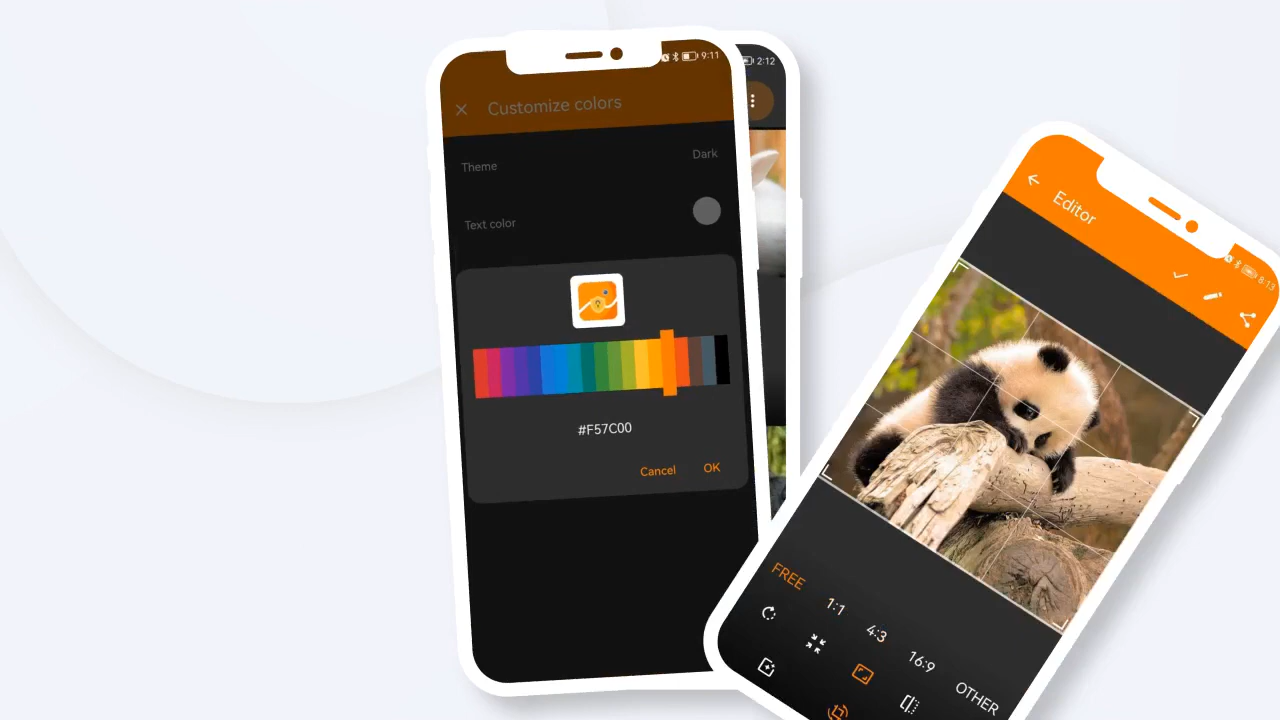 9:11
Customize colors
Theme
Dark
Text color
#F57C00
Cancel
OK
2:12
Editor
8:13
FREE
1:1
4:3
16:9
OTHER